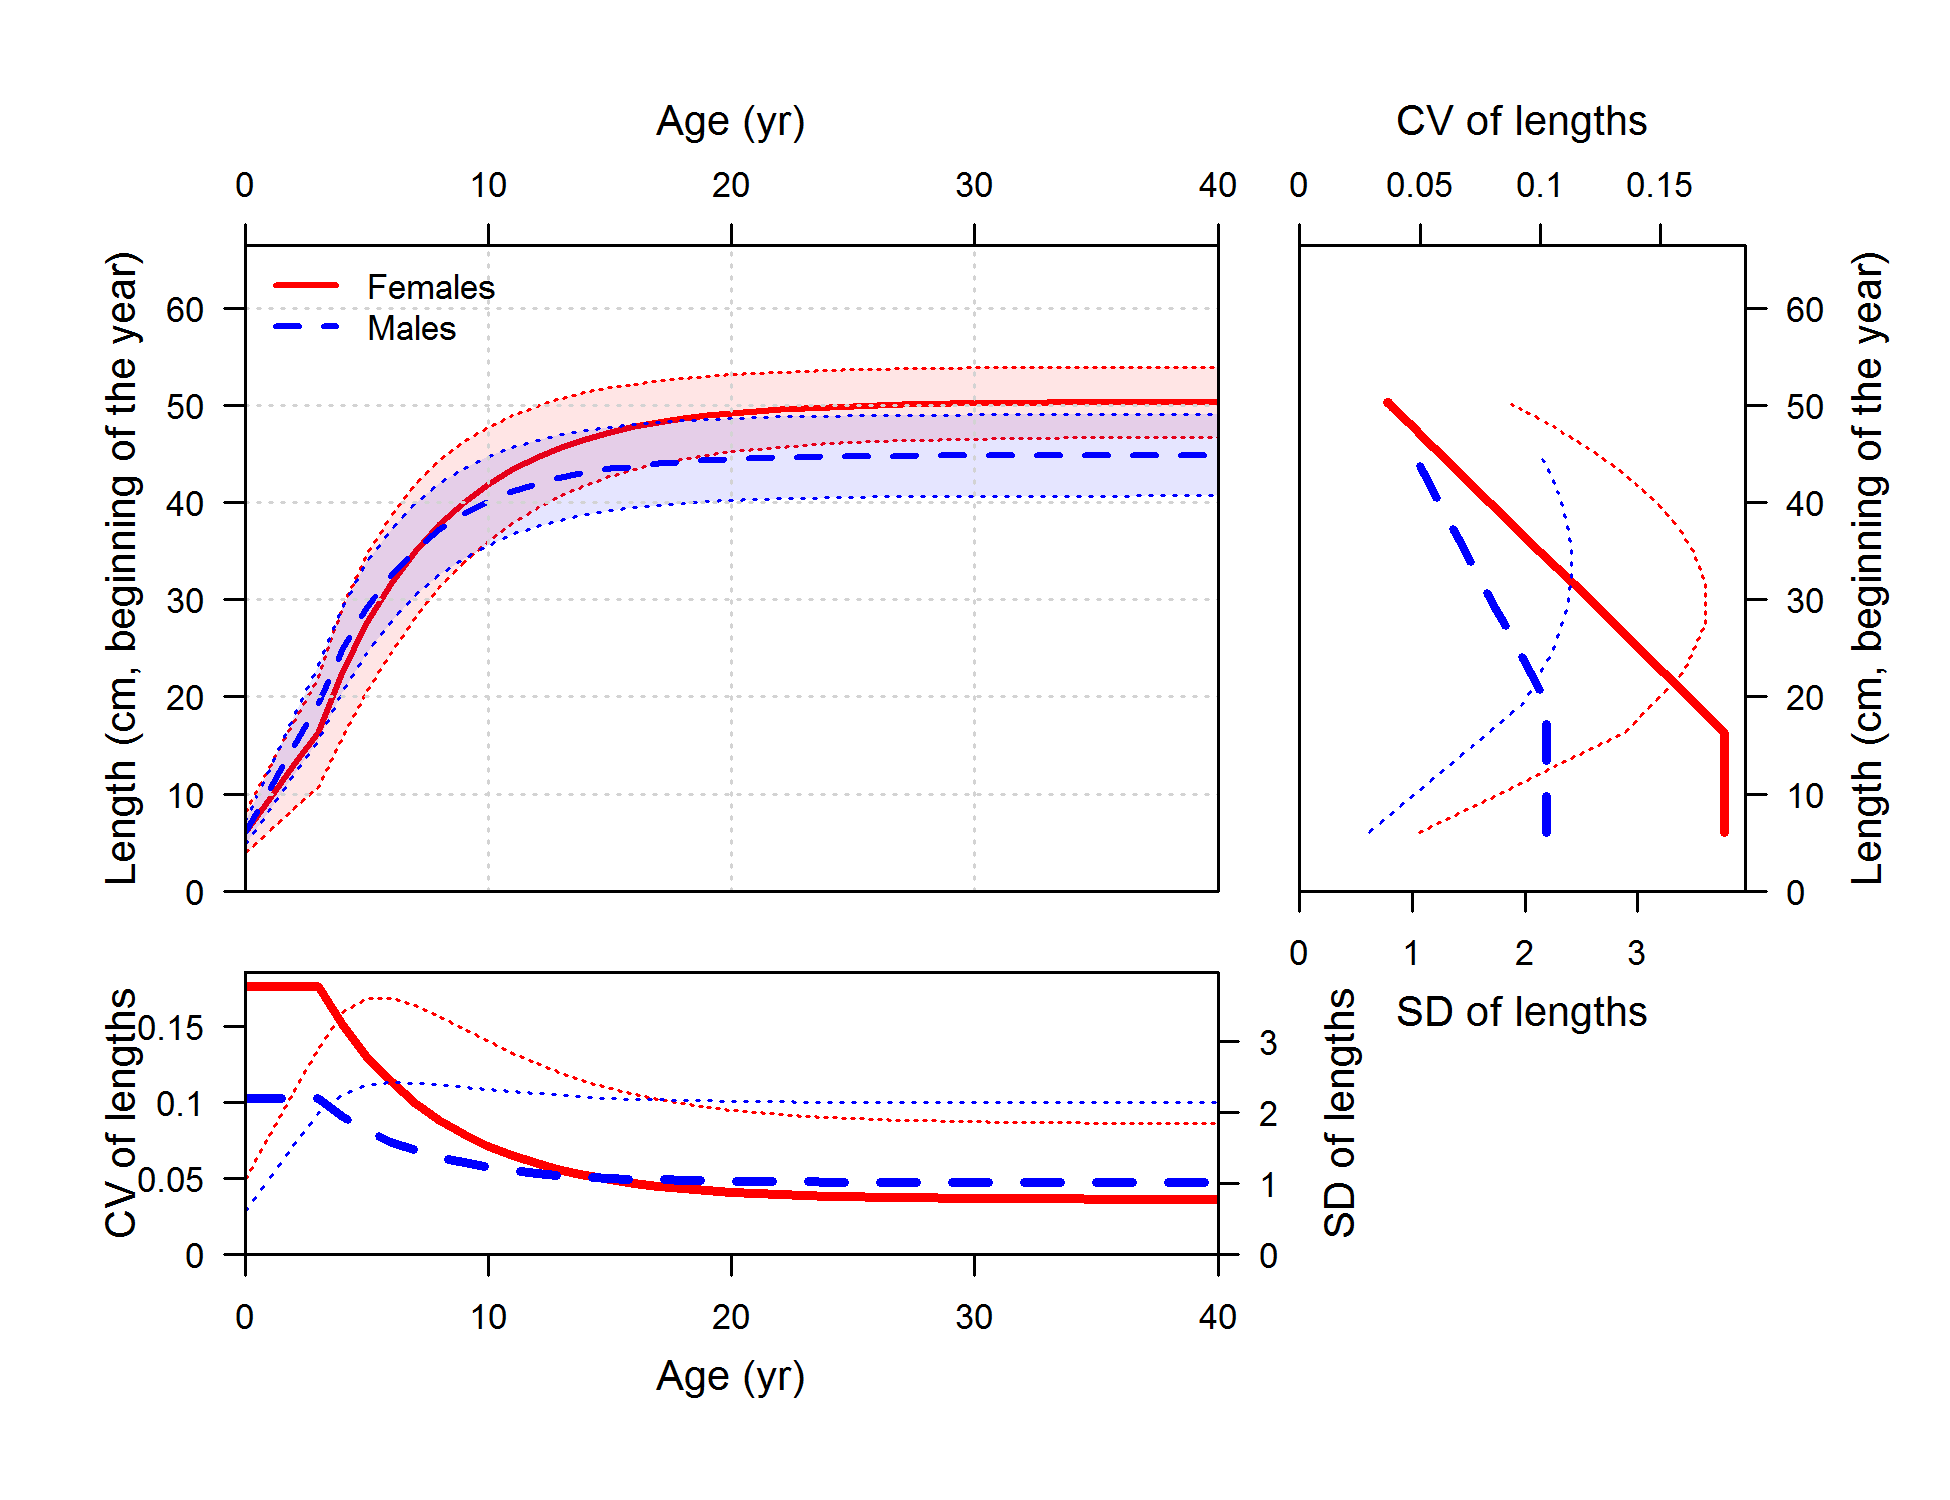 Age (yr)
CV of lengths
0 10 20 30 40
0 0.05 0.1 0.15
Length (cm, beginning of the year)
0 10 20 30 40 50 60
Females
Males
0 10 20 30 40 50 60
Length (cm, beginning of the year)
0 1 2 3
SD of lengths
CV of lengths
0 0.05 0.1 0.15
0 1 2 3
SD of lengths
0 10 20 30 40
Age (yr)